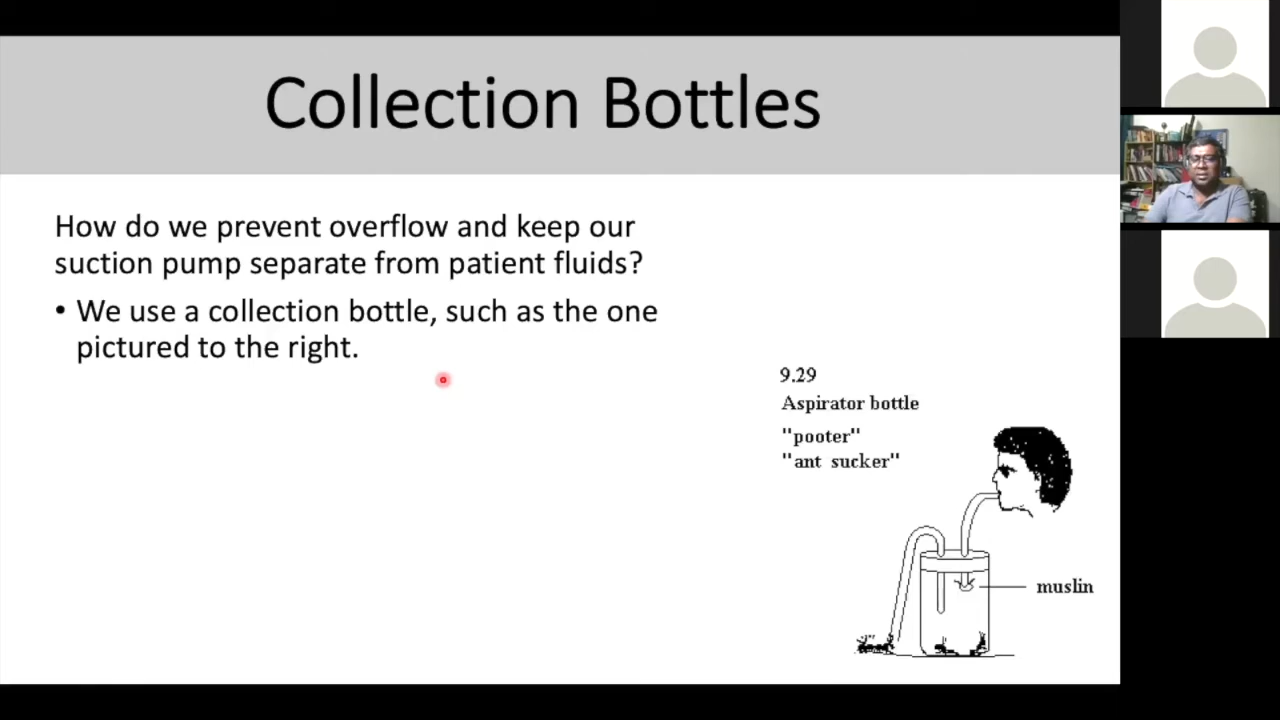 Collection Bottles
How do we prevent overflow and keep our
suction pump separate from patient fluids?
• We use a collection bottle, such as the one
pictured to the right.
9.29
Aspirator bottle
"pooter"
"ant sucker"
muslin